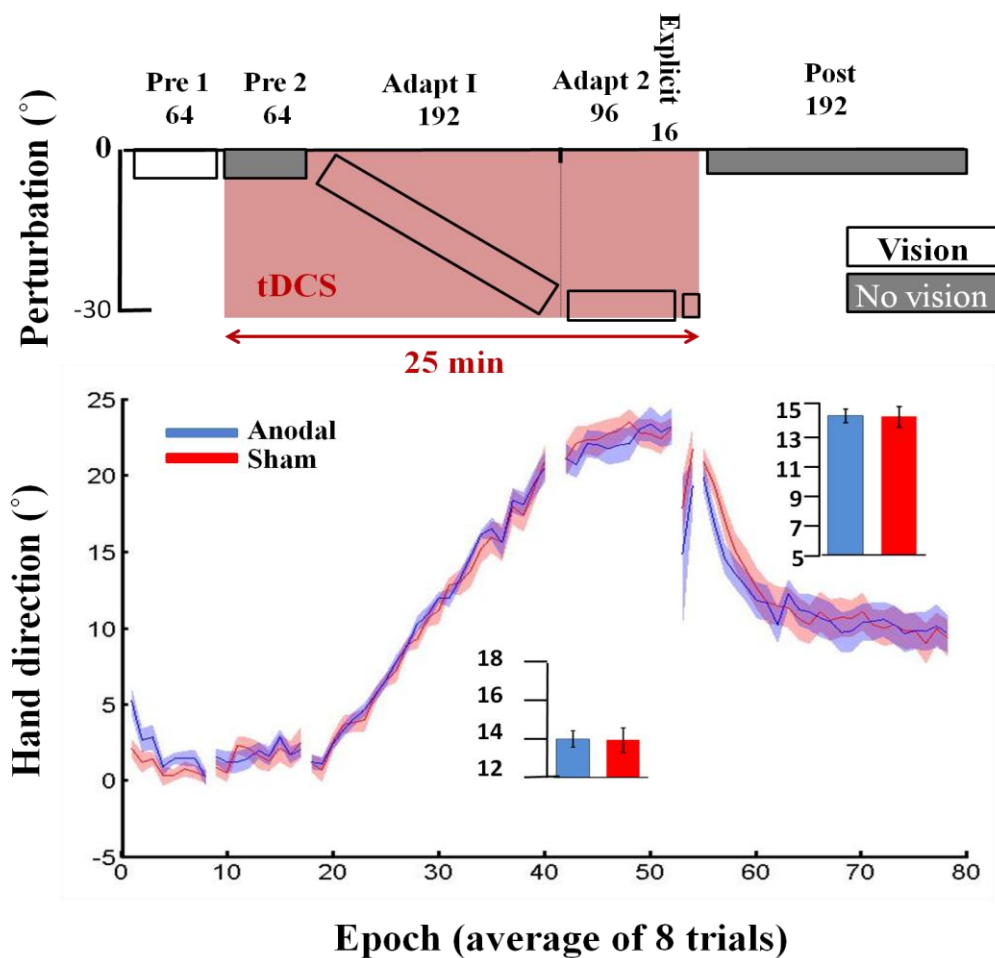 Pre 1
64
Pre 2
64
Adapt I
192
Adapt 2
96
Explicit
16
Post
192
Perturbation (°)
0
-30
tDCS
25 min
Vision
No vision
Hand direction (°)
25
20
15
10
5
0
-5
Anodal
Sham
15
13
11
9
7
5
18
16
14
12
0 10 20 30 40 50 60 70 80
Epoch (average of 8 trials)